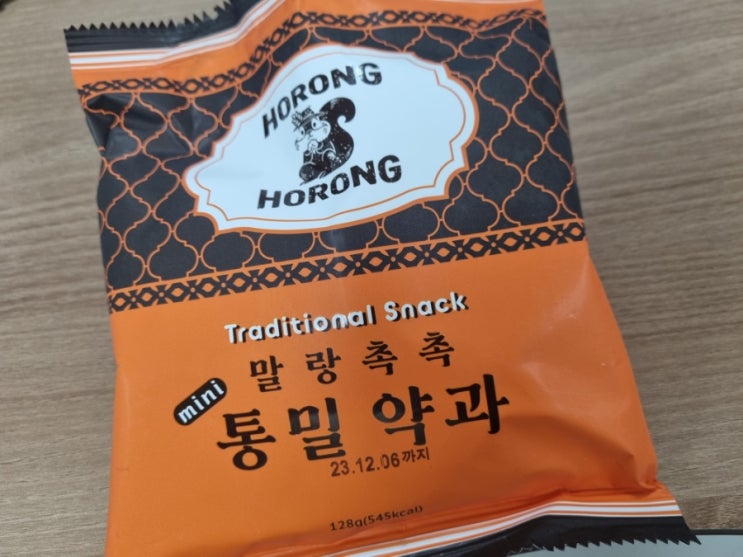 HORONG
HORONG
Traditional Snack
말랑촉촉
mini
통밀 약과
23.12.06까지
128g(545kcal)